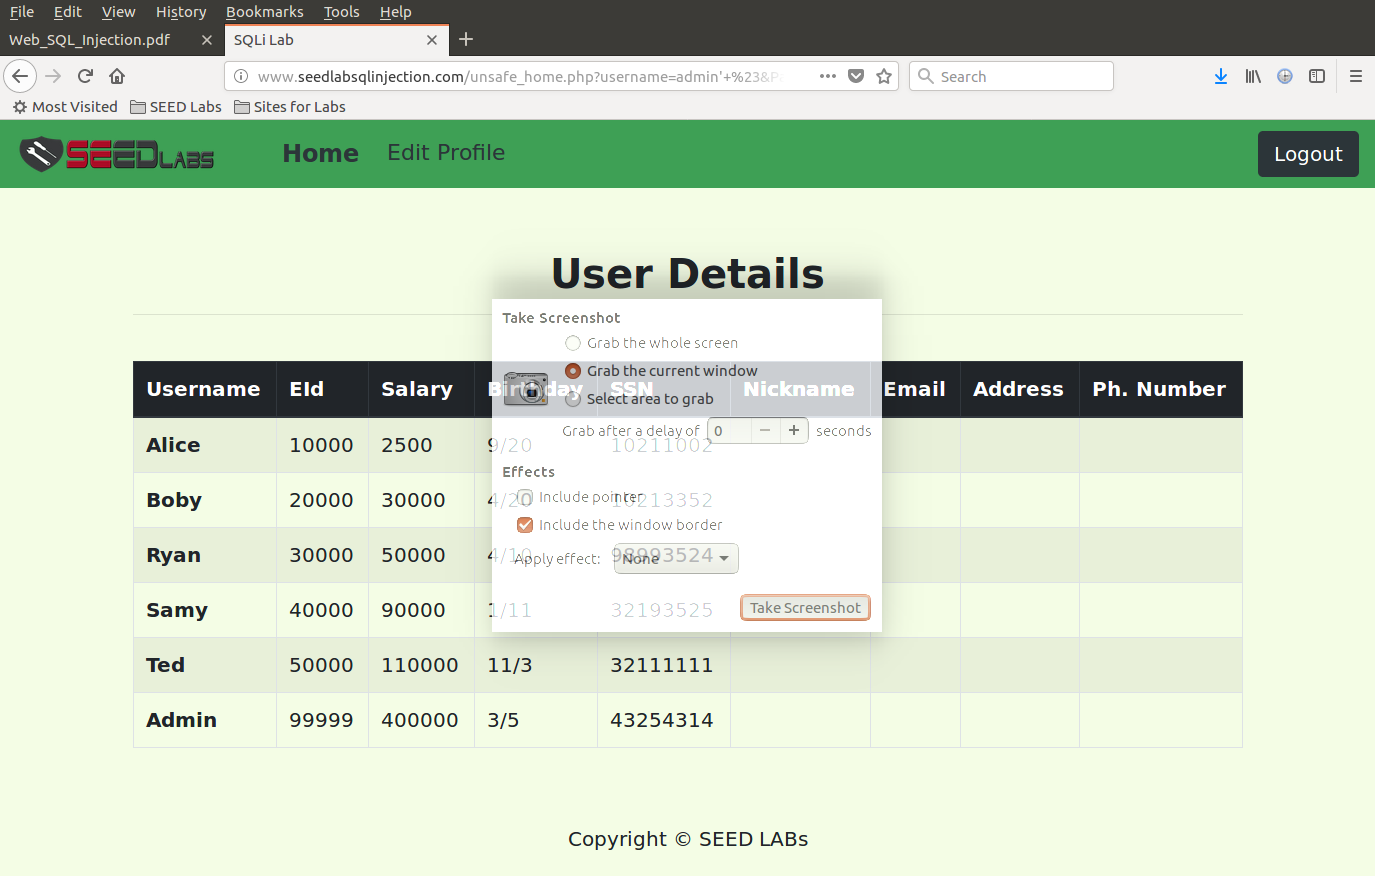 File Edit View History Bookmarks Tools Help
Web_SQL_Injection.pdf SQLi Lab
www.seedlabsqlinjection.com/unsafe_home.php?username=admin'+%23&P Search
Most Visited SEED Labs Sites for Labs
SEEDLABS Home Edit Profile Logout
User Details
Username EId Salary Birthday SSN Nickname Email Address Ph. Number
Alice 10000 2500 9/20 10211002
Boby 20000 30000 4/20 10213352
Ryan 30000 50000 4/10 98993524
Samy 40000 90000 1/11 32193525
Ted 50000 110000 11/3 32111111
Admin 99999 400000 3/5 43254314
Take Screenshot
Grab the whole screen
Grab the current window
Select area to grab
Grab after a delay of 0 seconds
Effects
Include pointer
Include the window border
Apply effect: None
Take Screenshot
Copyright © SEED LABs